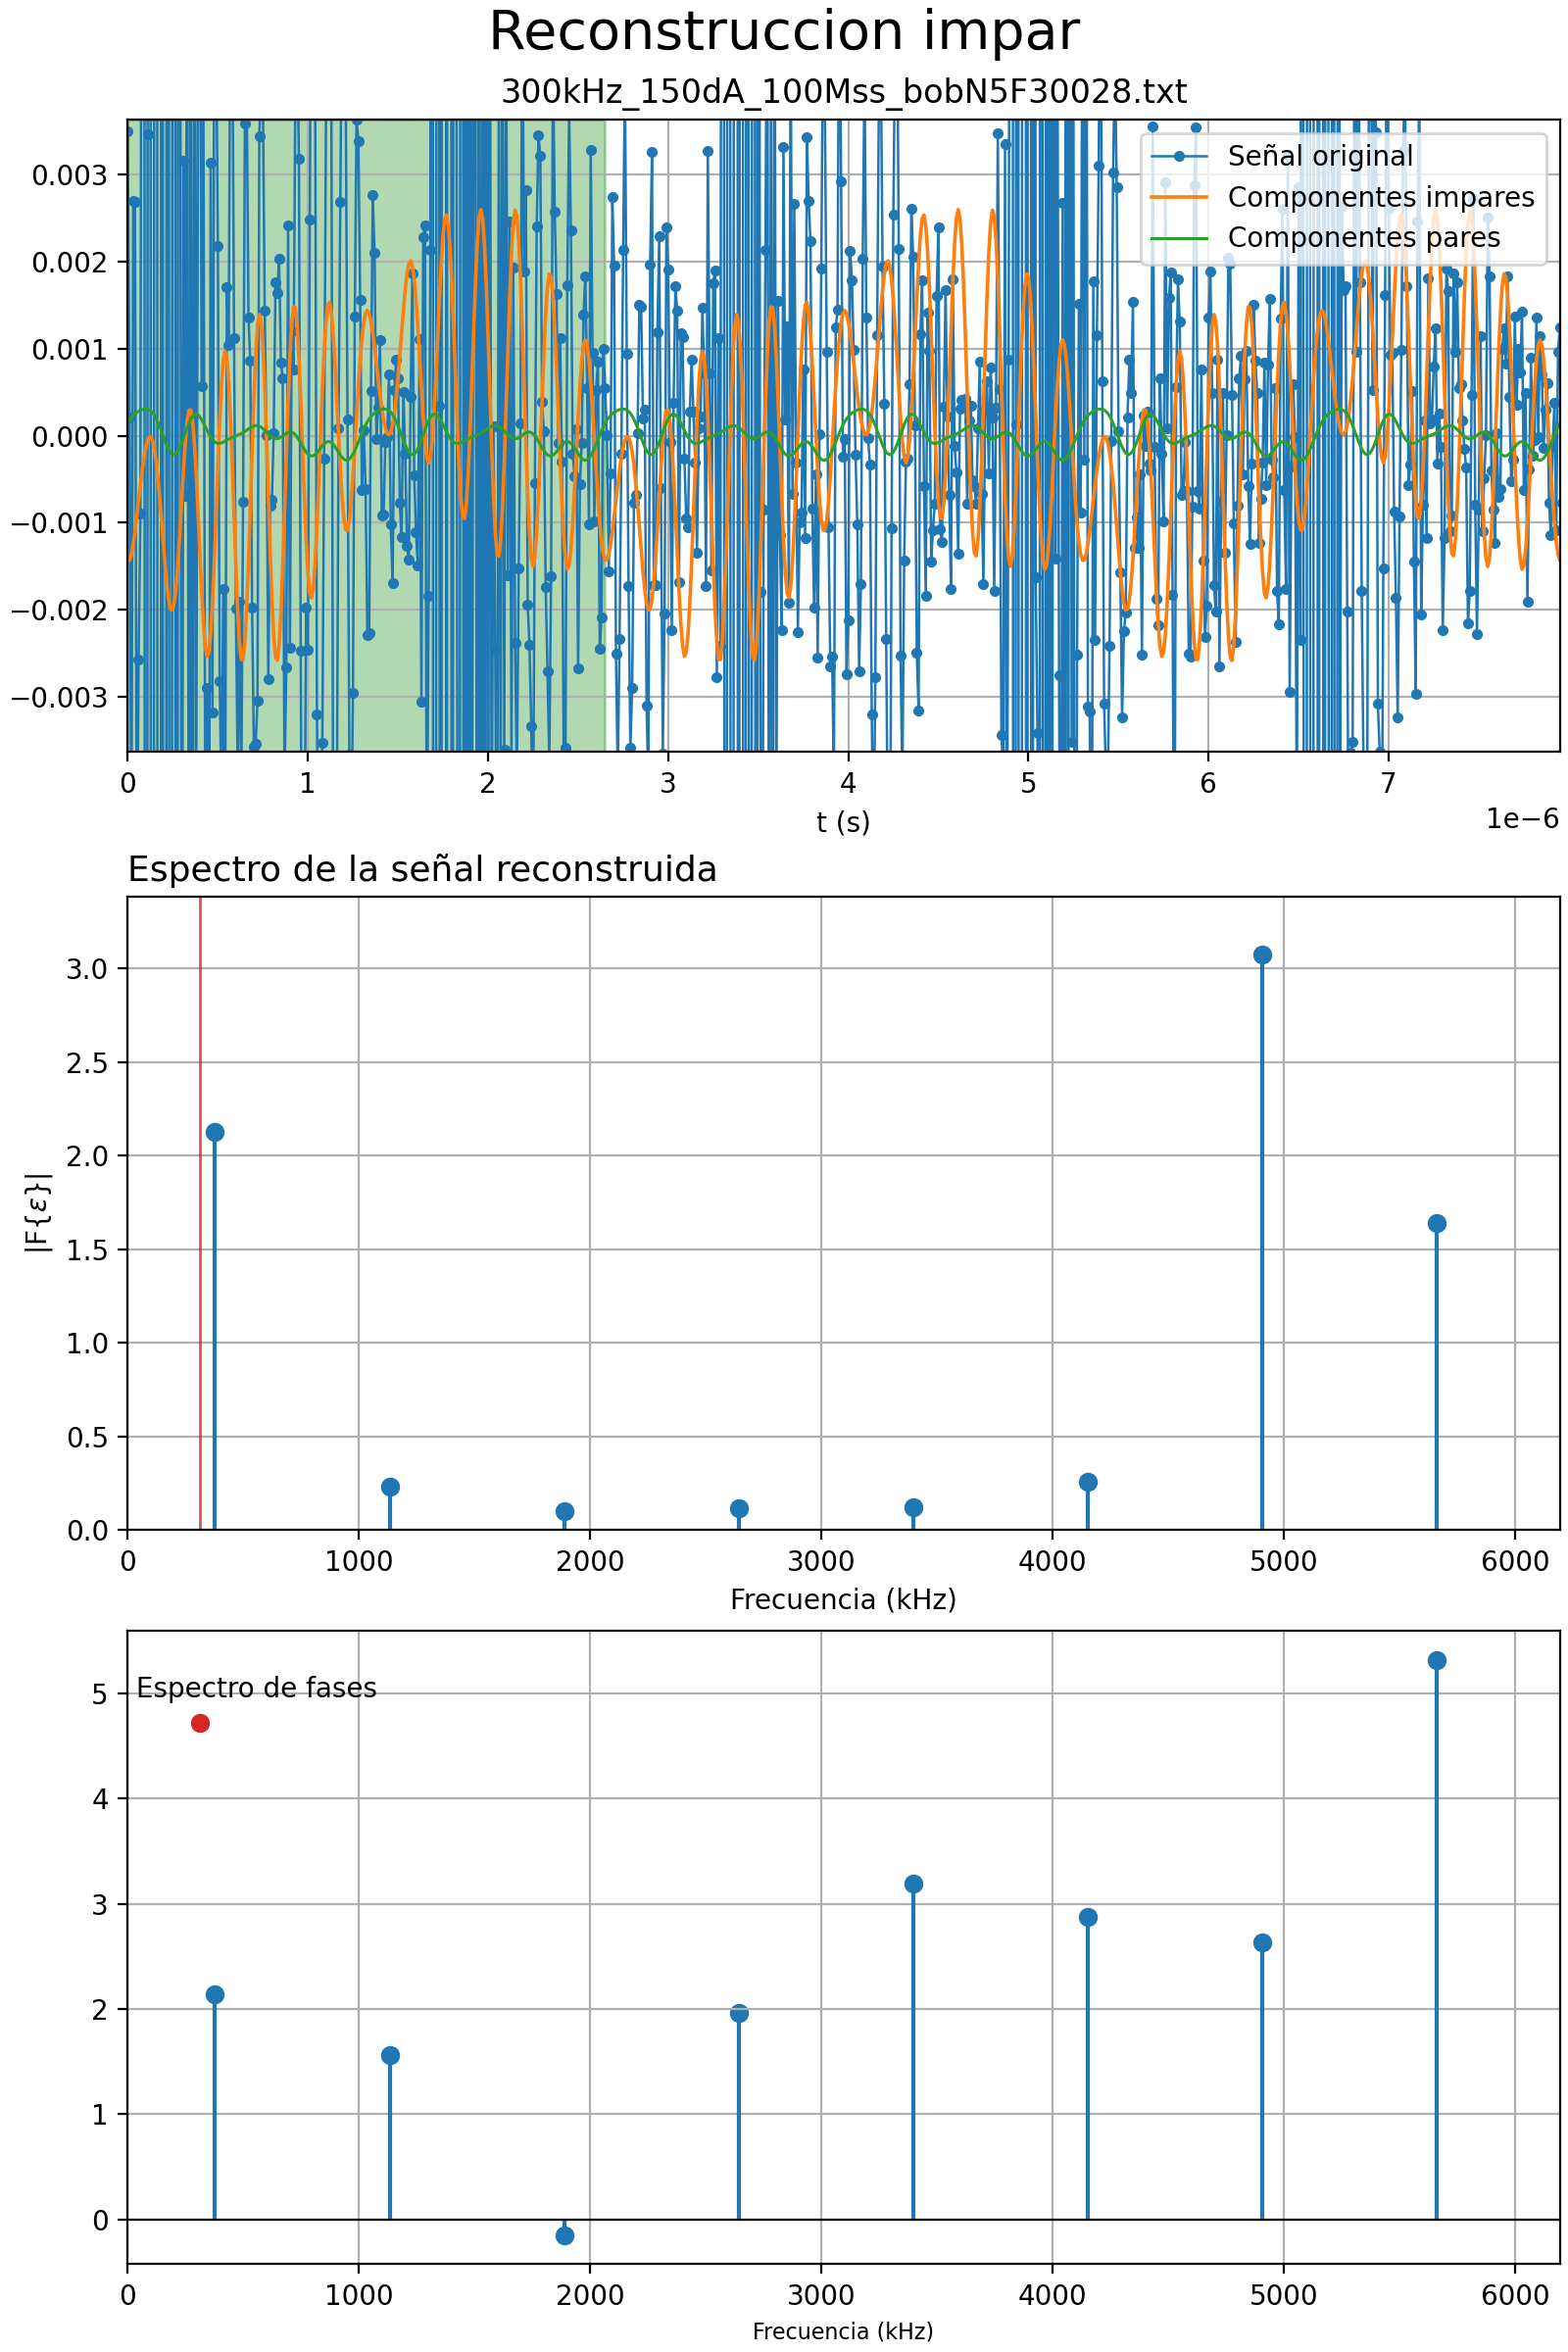 Reconstruccion impar
300kHz_150dA_100Mss_bobN5F30028.txt
Señal original
Componentes impares
Componentes pares
0.003
0.002
0.001
0.000
−0.001
−0.002
−0.003
0 1 2 3 4 5 6 7
1e−6
t (s)
Espectro de la señal reconstruida
3.0
2.5
2.0
1.5
1.0
0.5
0.0
|F{ε}|
0 1000 2000 3000 4000 5000 6000
Frecuencia (kHz)
Espectro de fases
5
4
3
2
1
0
0 1000 2000 3000 4000 5000 6000
Frecuencia (kHz)